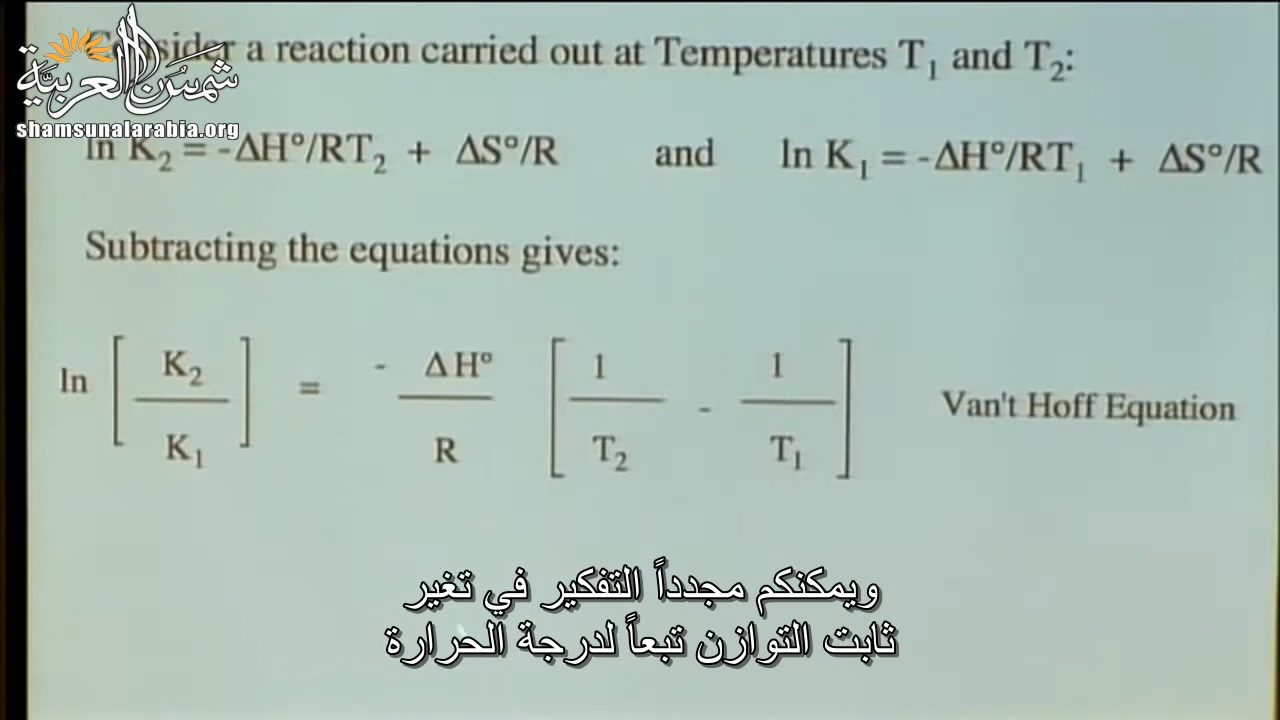 Consider a reaction carried out at Temperatures T₁ and T₂:
شمس العربية
shamsunalarabia.org
ln K₂ = -ΔH°/RT₂ + ΔS°/R and ln K₁ = -ΔH°/RT₁ + ΔS°/R
Subtracting the equations gives:
ln [ K₂ / K₁ ] = - ΔH° / R [ 1 / T₂ - 1 / T₁ ] Van't Hoff Equation
ويمكنكم مجدداً التفكير في تغير
ثابت التوازن تبعاً لدرجة الحرارة